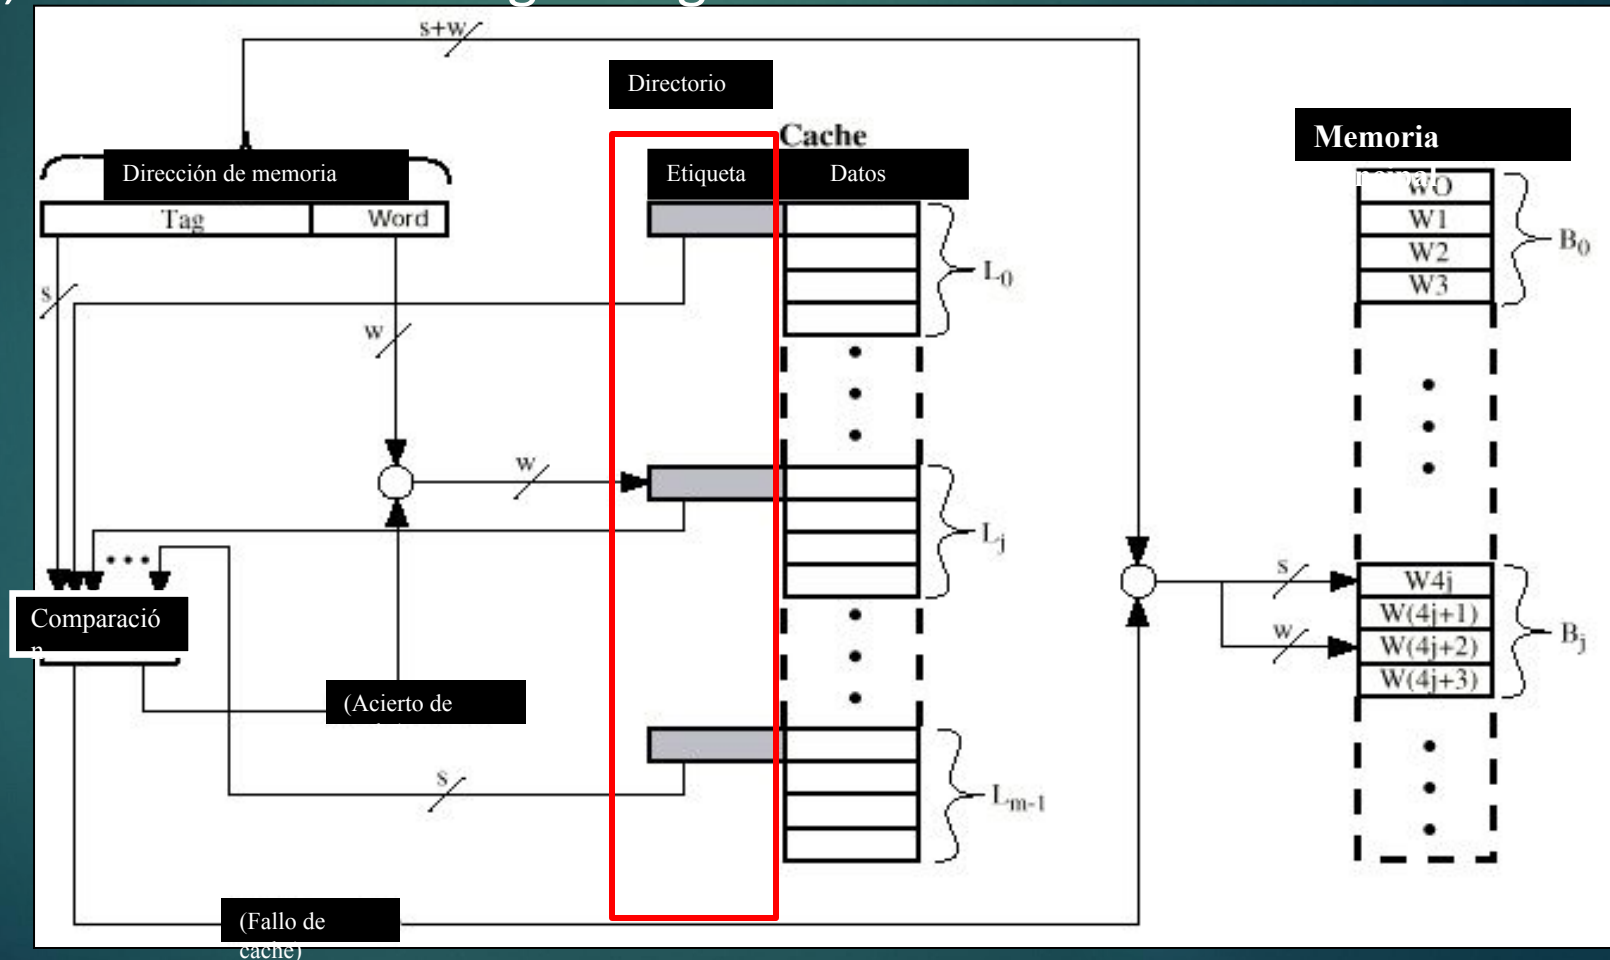 s+w
Directorio
Cache
Memoria
Dirección de memoria
Etiqueta
Datos
Tag
Word
W0
W1
W2
W3
B0
L0
s
w
w
Lj
Comparació
n
s
w
W4j
W(4j+1)
W(4j+2)
W(4j+3)
Bj
(Acierto de
s
Lm-1
(Fallo de
cache)